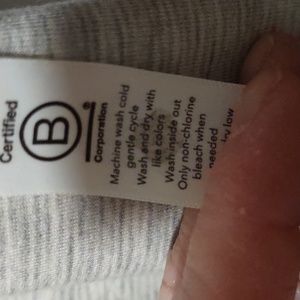 Certified
B
®
Corporation
Machine wash cold
gentle cycle
Wash and dry with
like colors
Wash inside out
Only non-chlorine
bleach when
needed
low